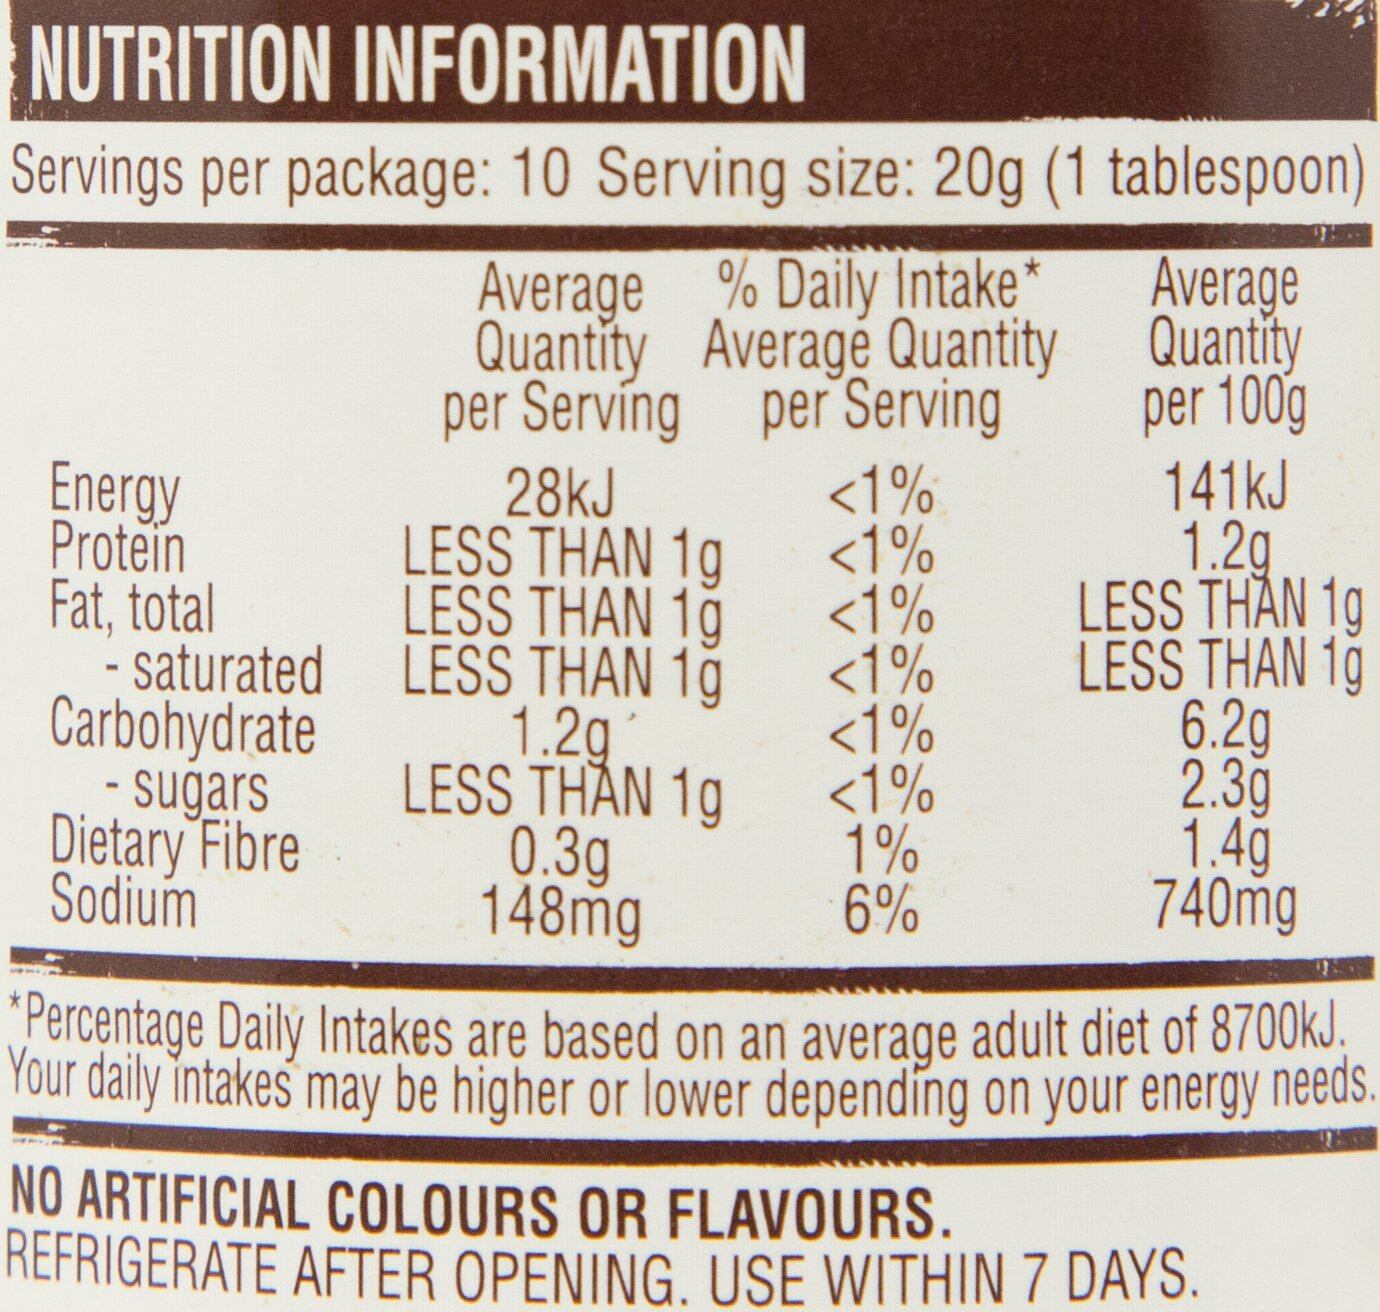 NUTRITION INFORMATION
Servings per package: 10 Serving size: 20g (1 tablespoon)
Average % Daily Intake* Average
Quantity Average Quantity Quantity
per Serving per Serving per 100g
Energy 28kJ <1% 141kJ
Protein LESS THAN 1g <1% 1.2g
Fat, total LESS THAN 1g <1% LESS THAN 1g
- saturated LESS THAN 1g <1% LESS THAN 1g
Carbohydrate 1.2g <1% 6.2g
- sugars LESS THAN 1g <1% 2.3g
Dietary Fibre 0.3g 1% 1.4g
Sodium 148mg 6% 740mg
*Percentage Daily Intakes are based on an average adult diet of 8700kJ.
Your daily intakes may be higher or lower depending on your energy needs.
NO ARTIFICIAL COLOURS OR FLAVOURS.
REFRIGERATE AFTER OPENING. USE WITHIN 7 DAYS.